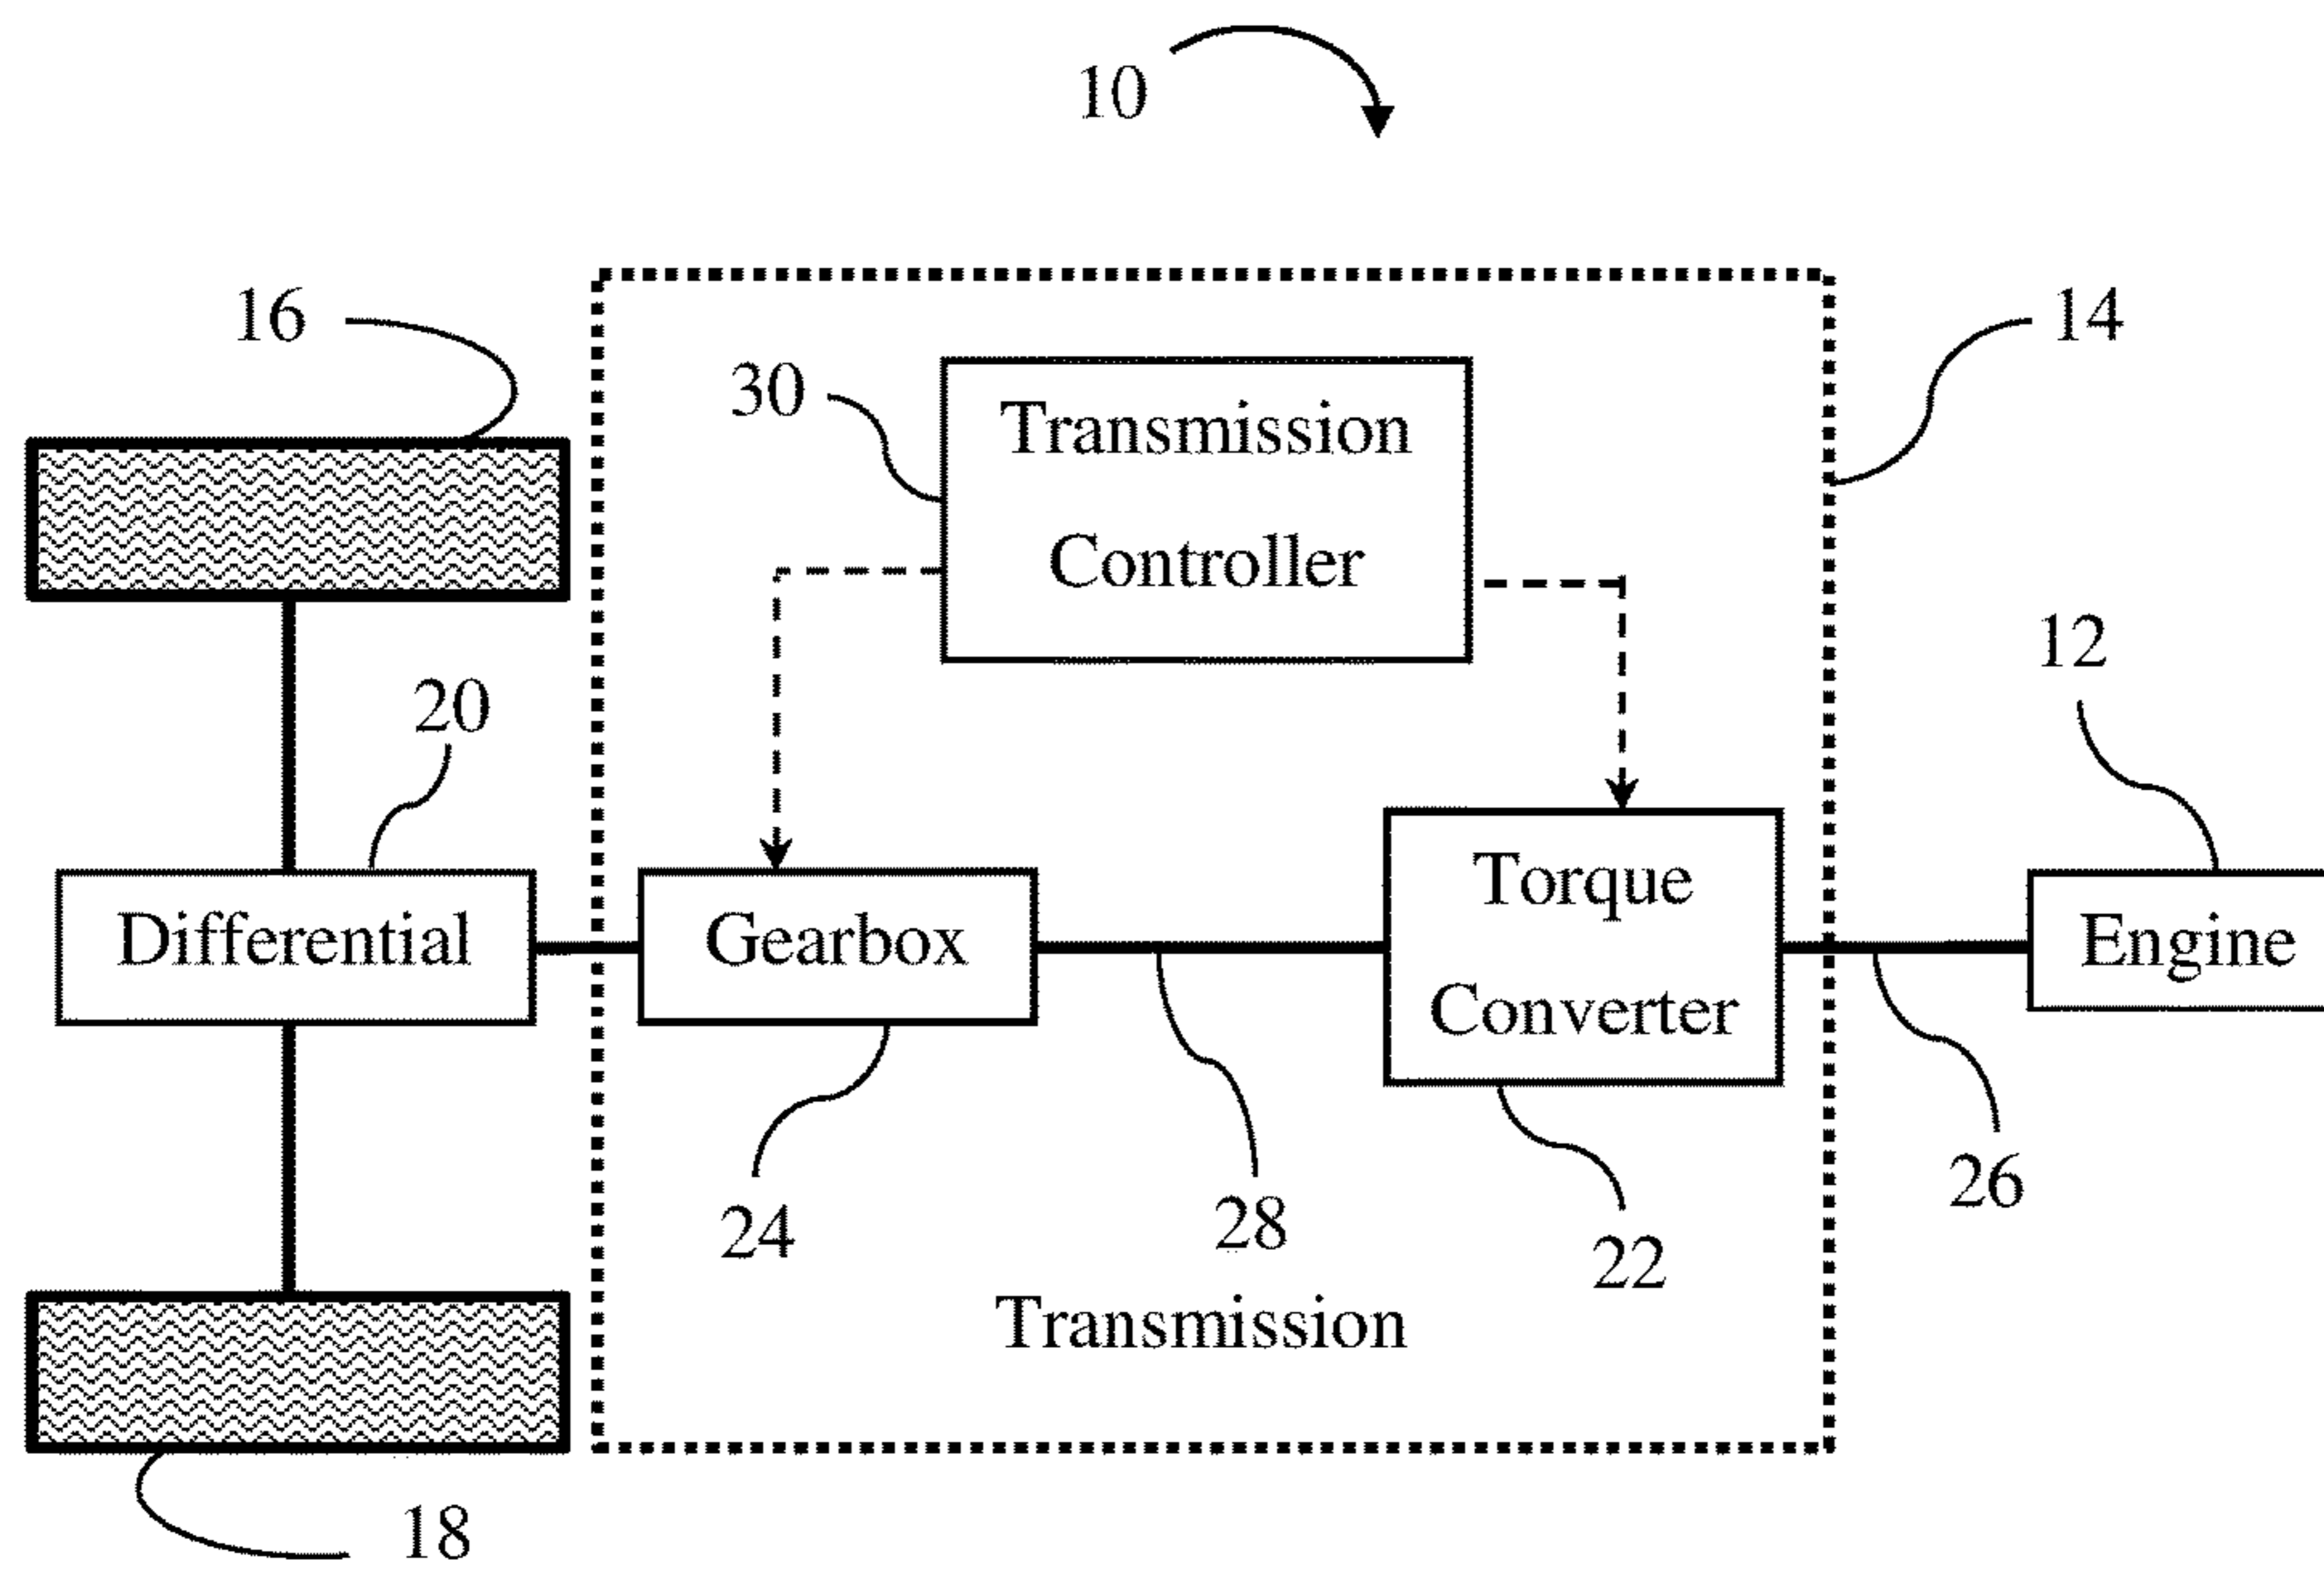 10
16
14
30
Transmission
Controller
12
20
Differential
Gearbox
Torque
Converter
Engine
24
28
22
26
Transmission
18